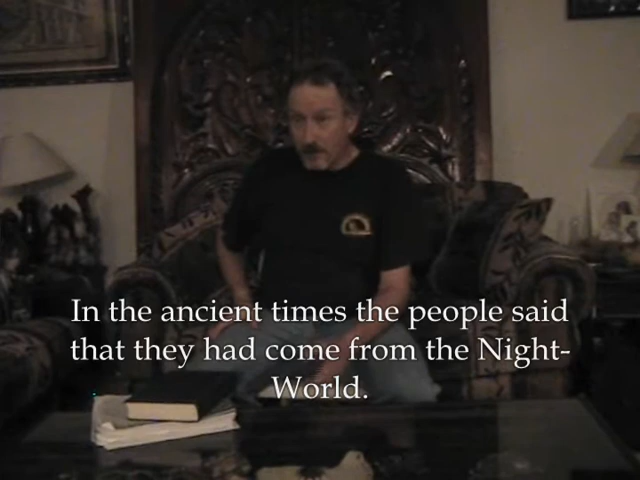 In the ancient times the people said
that they had come from the Night-
World.